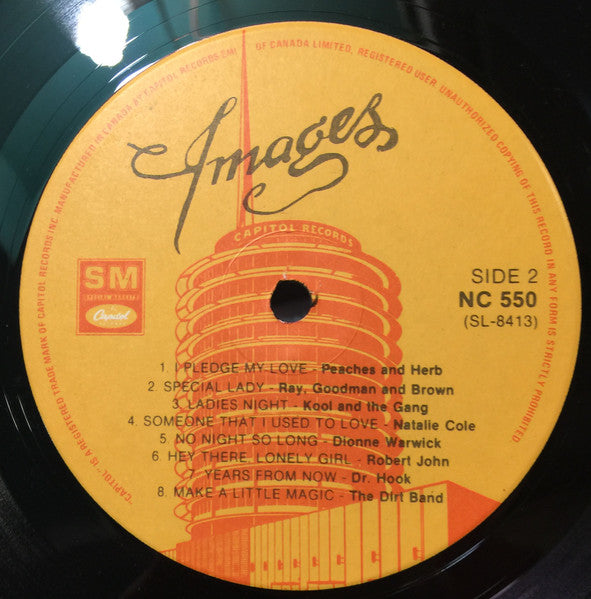 MANUFACTURED IN CANADA BY CAPITOL RECORDS-EMI OF CANADA LIMITED, REGISTERED USER. UNAUTHORIZED COPYING OF THIS RECORD IN ANY FORM IS STRICTLY PROHIBITED
"CAPITOL" IS A REGISTERED TRADE MARK OF CAPITOL RECORDS INC.
Images
CAPITOL RECORDS
SM
Capitol
SIDE 2
NC 550
(SL-8413)
1. I PLEDGE MY LOVE - Peaches and Herb
2. SPECIAL LADY - Ray, Goodman and Brown
3. LADIES NIGHT - Kool and the Gang
4. SOMEONE THAT I USED TO LOVE - Natalie Cole
5. NO NIGHT SO LONG - Dionne Warwick
6. HEY THERE, LONELY GIRL - Robert John
7. YEARS FROM NOW - Dr. Hook
8. MAKE A LITTLE MAGIC - The Dirt Band